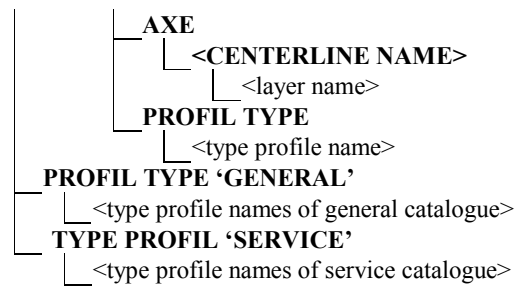 AXE
<CENTERLINE NAME>
<layer name>
PROFIL TYPE
<type profile name>
PROFIL TYPE ‘GENERAL’
<type profile names of general catalogue>
TYPE PROFIL ‘SERVICE’
<type profile names of service catalogue>